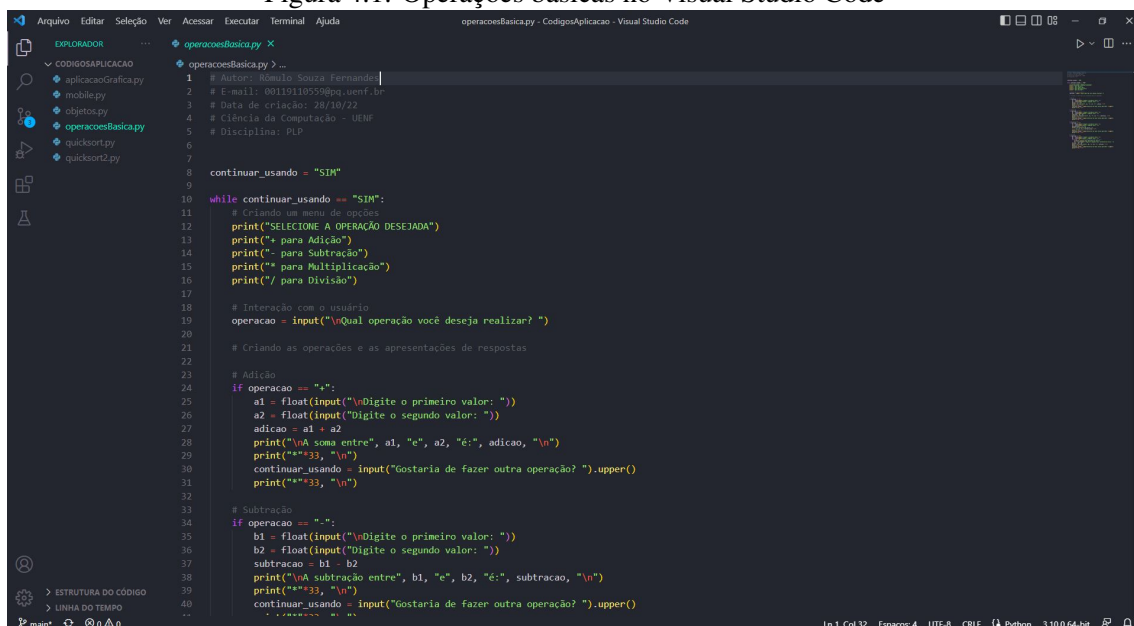 Figura 4.1: Operações básicas no Visual Studio Code
Arquivo Editar Seleção Ver Acessar Executar Terminal Ajuda
operacoesBasica.py - CodigosAplicacao - Visual Studio Code
EXPLORADOR
CODIGOSAPLICACAO
aplicacaoGrafica.py
mobile.py
objetos.py
operacoesBasica.py
quicksort.py
quicksort2.py
ESTRUTURA DO CÓDIGO
LINHA DO TEMPO
operacoesBasica.py
operacoesBasica.py > ...
1 # Autor: Rômulo Souza Fernandes
2 # E-mail: 00119110559@pq.uenf.br
3 # Data de criação: 28/10/22
4 # Ciência da Computação - UENF
5 # Disciplina: PLP
6
7
8 continuar_usando = "SIM"
9
10 while continuar_usando == "SIM":
11 # Criando um menu de opções
12 print("SELECIONE A OPERAÇÃO DESEJADA")
13 print("+ para Adição")
14 print("- para Subtração")
15 print("* para Multiplicação")
16 print("/ para Divisão")
17
18 # Interação com o usuário
19 operacao = input("\nQual operação você deseja realizar? ")
20
21 # Criando as operações e as apresentações de respostas
22
23 # Adição
24 if operacao == "+":
25 a1 = float(input("\nDigite o primeiro valor: "))
26 a2 = float(input("Digite o segundo valor: "))
27 adicao = a1 + a2
28 print("\nA soma entre", a1, "e", a2, "é:", adicao, "\n")
29 print("*"*33, "\n")
30 continuar_usando = input("Gostaria de fazer outra operação? ").upper()
31 print("*"*33, "\n")
32
33 # Subtração
34 if operacao == "-":
35 b1 = float(input("\nDigite o primeiro valor: "))
36 b2 = float(input("Digite o segundo valor: "))
37 subtracao = b1 - b2
38 print("\nA subtração entre", b1, "e", b2, "é:", subtracao, "\n")
39 print("*"*33, "\n")
40 continuar_usando = input("Gostaria de fazer outra operação? ").upper()
main* 0 0
Ln 1, Col 32 Espaços: 4 UTF-8 CRLF Python 3.10.0 64-bit